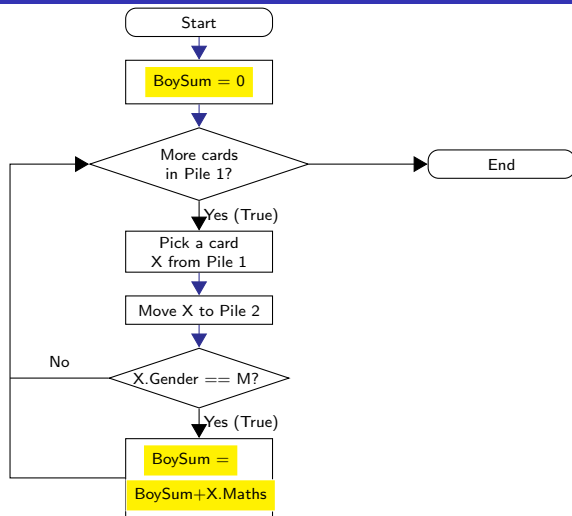 Start
BoySum = 0
More cards
in Pile 1?
End
Yes (True)
Pick a card
X from Pile 1
Move X to Pile 2
No
X.Gender == M?
Yes (True)
BoySum =
BoySum+X.Maths